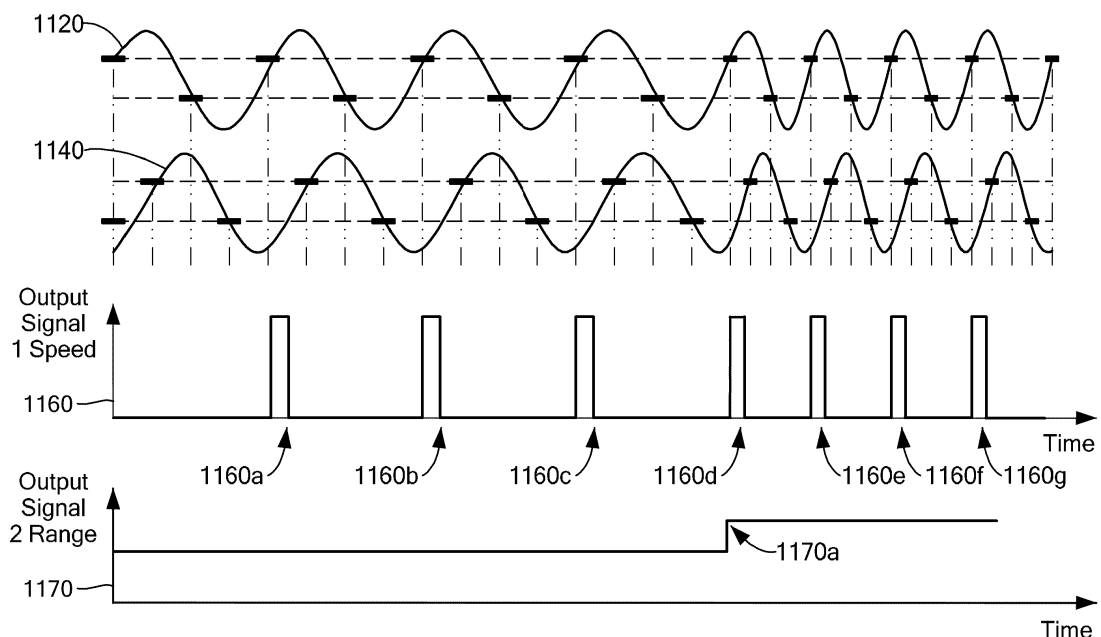 1120
1140
Output
Signal
1 Speed
1160
Time
1160a
1160b
1160c
1160d
1160e
1160f
1160g
Output
Signal
2 Range
1170a
1170
Time